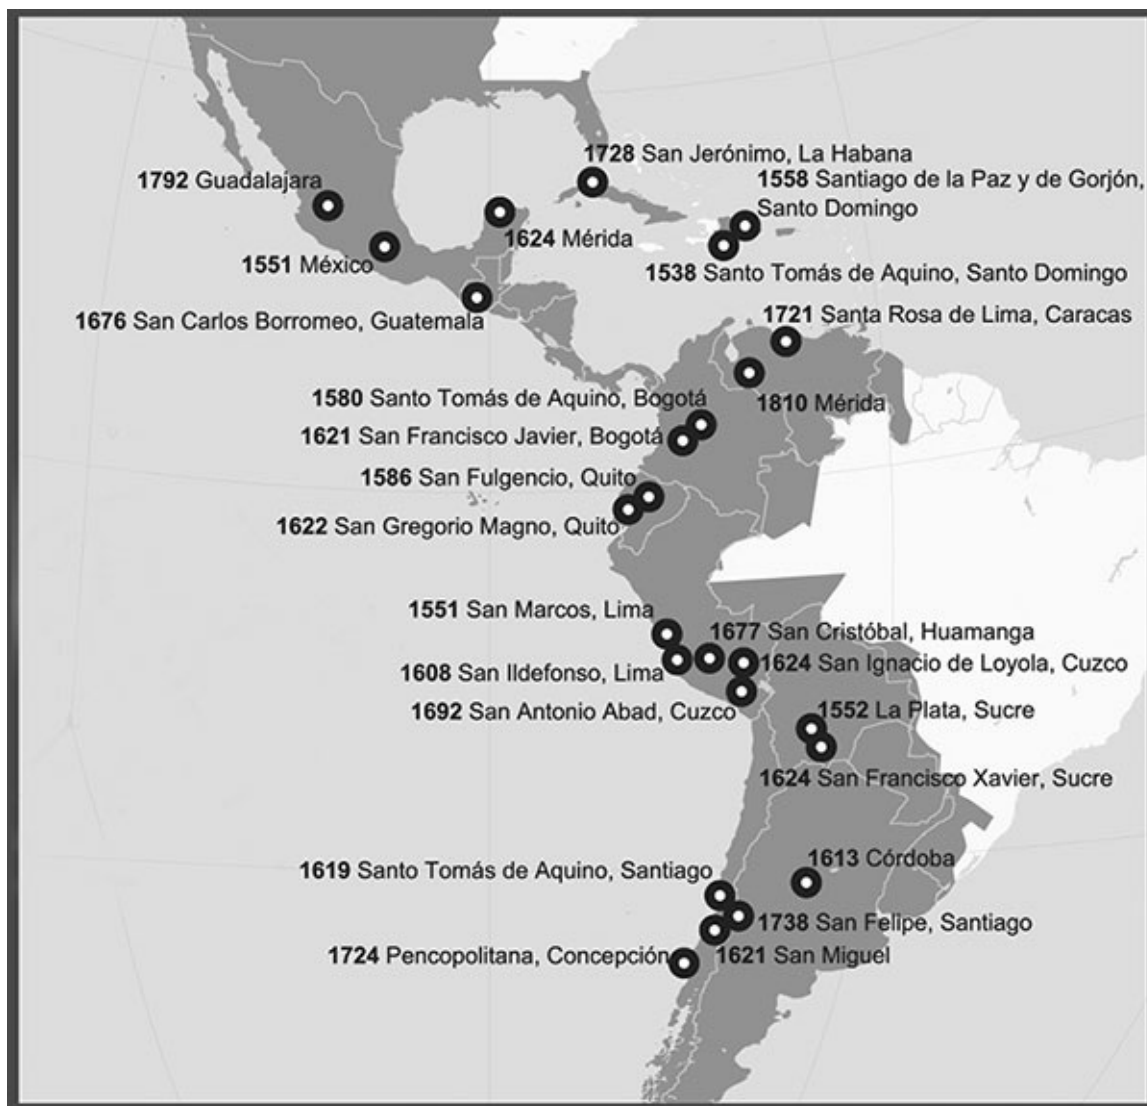 1728 San Jerónimo, La Habana
1792 Guadalajara
1558 Santiago de la Paz y de Gorjón,
Santo Domingo
1624 Mérida
1551 México
1538 Santo Tomás de Aquino, Santo Domingo
1676 San Carlos Borromeo, Guatemala
1721 Santa Rosa de Lima, Caracas
1580 Santo Tomás de Aquino, Bogotá
1810 Mérida
1621 San Francisco Javier, Bogotá
1586 San Fulgencio, Quito
1622 San Gregorio Magno, Quito
1551 San Marcos, Lima
1677 San Cristóbal, Huamanga
1624 San Ignacio de Loyola, Cuzco
1608 San Ildefonso, Lima
1692 San Antonio Abad, Cuzco
1552 La Plata, Sucre
1624 San Francisco Xavier, Sucre
1613 Córdoba
1619 Santo Tomás de Aquino, Santiago
1738 San Felipe, Santiago
1724 Pencopolitana, Concepción
1621 San Miguel